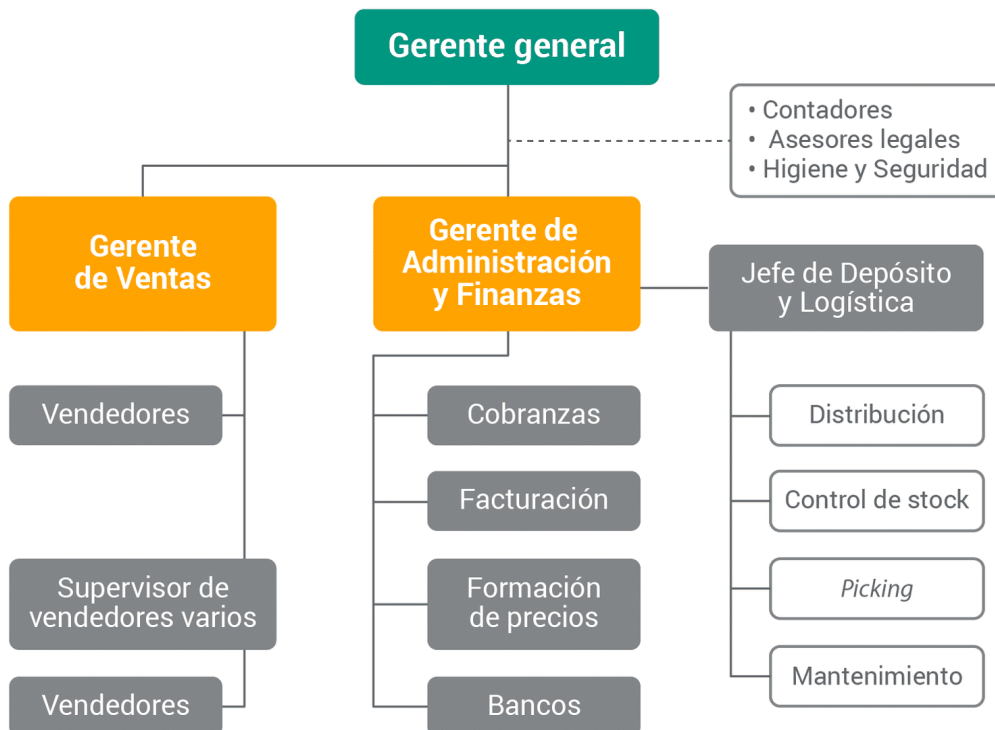 Gerente general
• Contadores
• Asesores legales
• Higiene y Seguridad
Gerente
de Ventas
Gerente de
Administración
y Finanzas
Jefe de Depósito
y Logística
Vendedores
Cobranzas
Distribución
Facturación
Control de stock
Supervisor de
vendedores varios
Formación
de precios
Picking
Vendedores
Bancos
Mantenimiento